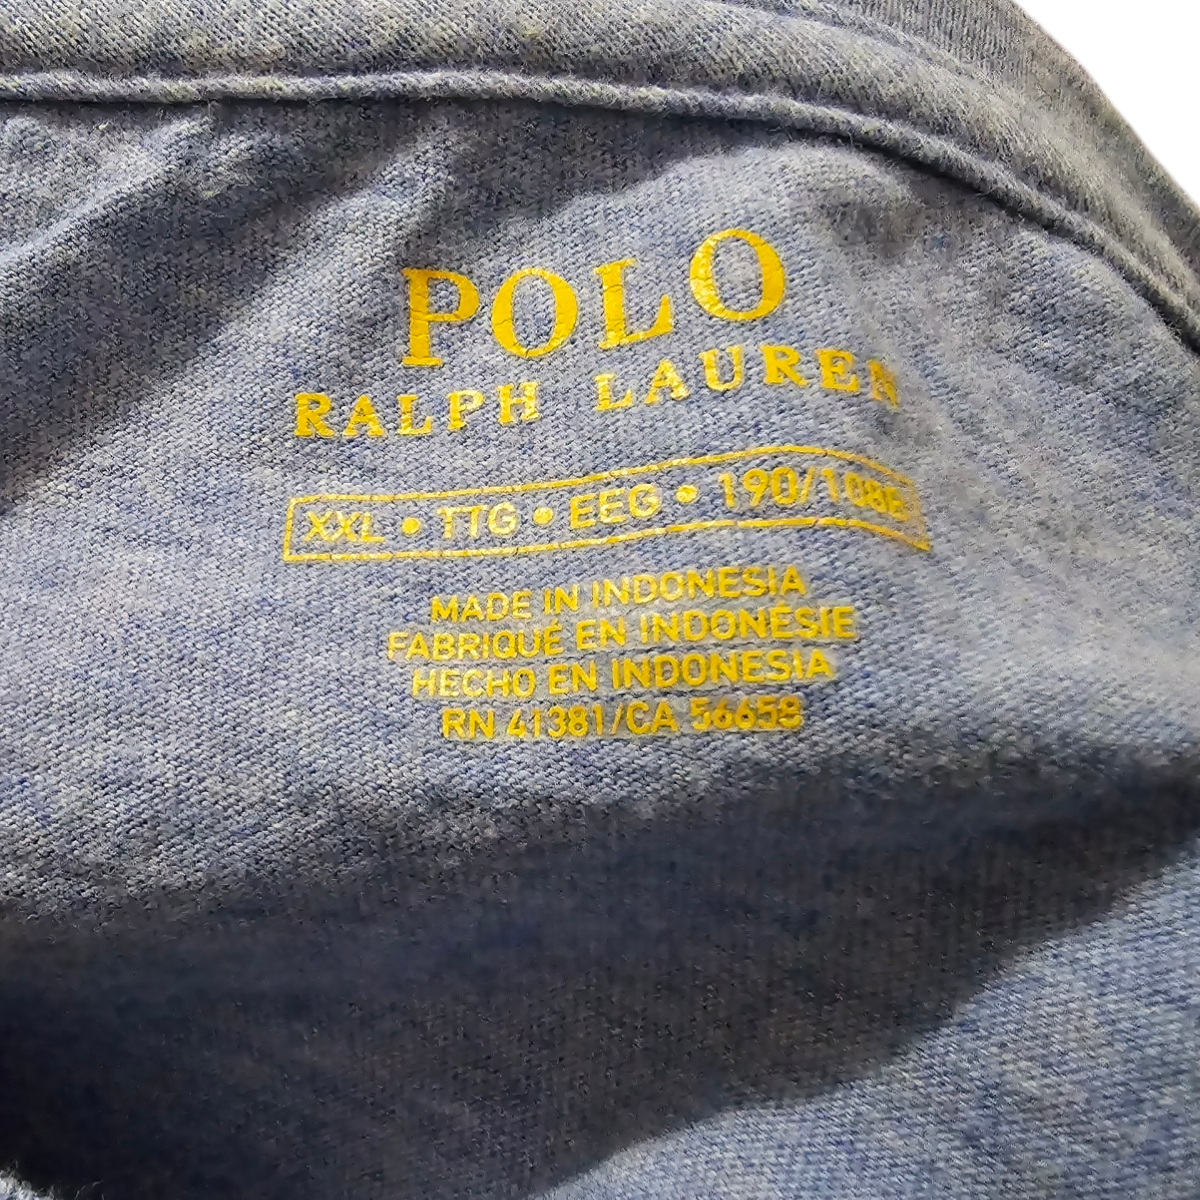 POLO
RALPH LAUREN
XXL • TTG • EEG • 190/108E
MADE IN INDONESIA
FABRIQUÉ EN INDONÉSIE
HECHO EN INDONESIA
RN 41381/CA 56658